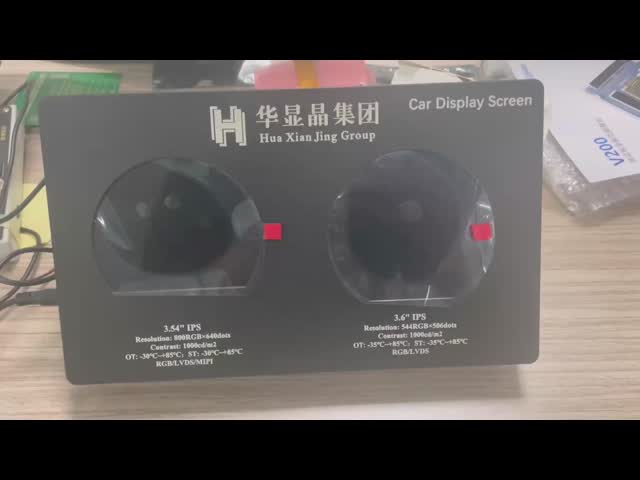 华显晶集团
Hua Xian Jing Group
Car Display Screen
3.54" IPS
Resolution: 800RGB×640dots
Contrast: 1000cd/m2
OT: -30°C~+85°C; ST: -30°C~+85°C
RGB/LVDS/MIPI
3.6" IPS
Resolution: 544RGB×506dots
Contrast: 1000cd/m2
OT: -35°C~+85°C; ST: -35°C~+85°C
RGB/LVDS
V200